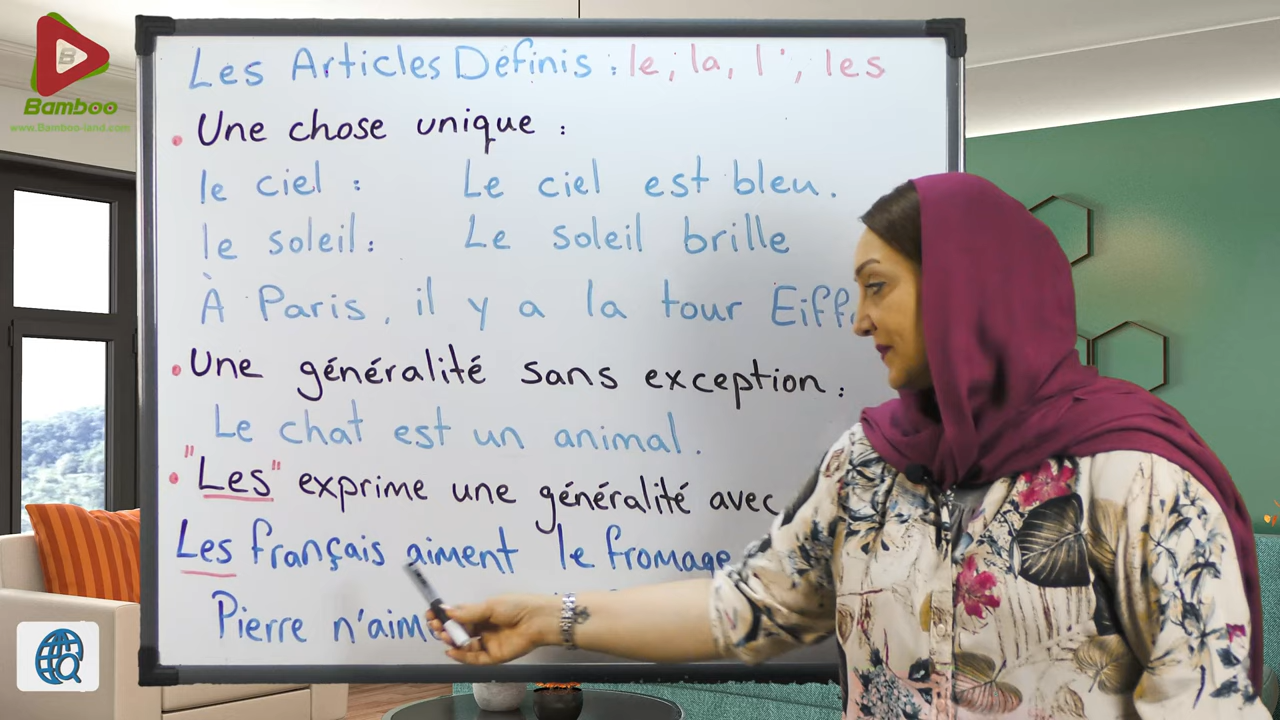 Bamboo
www.Bamboo-land.com
Les Articles Définis : le, la, l', les
Une chose unique :
le ciel : Le ciel est bleu.
le soleil : Le soleil brille
À Paris, il y a la tour
Une généralité sans exception :
Le chat est un animal.
"Les" exprime une généralité avec
Les français aiment le fromage
Pierre